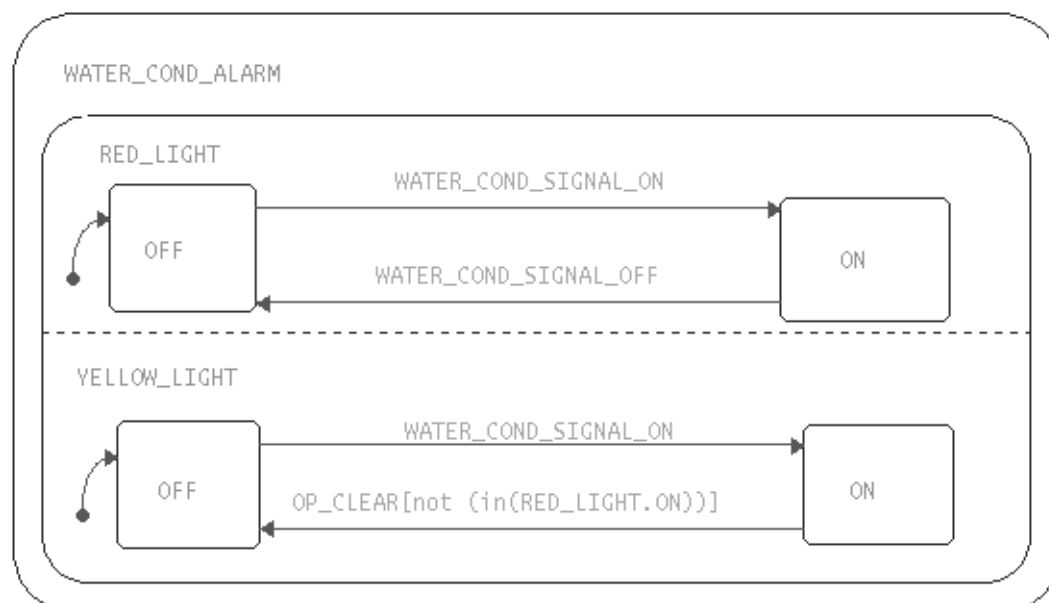 WATER_COND_ALARM
RED_LIGHT
WATER_COND_SIGNAL_ON
OFF
ON
WATER_COND_SIGNAL_OFF
YELLOW_LIGHT
WATER_COND_SIGNAL_ON
OFF
ON
OP_CLEAR[not (in(RED_LIGHT.ON))]